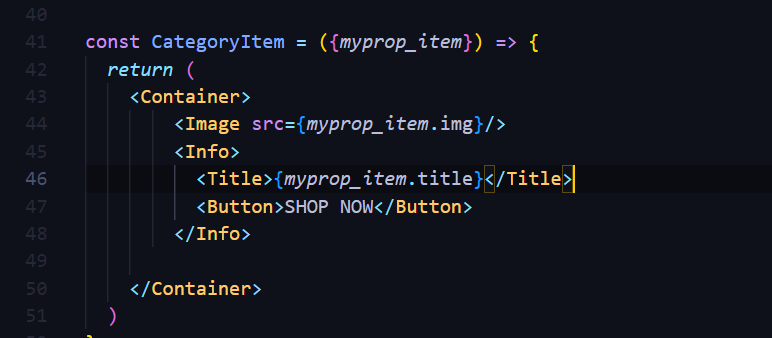 40
41 const CategoryItem = ({myprop_item}) => {
42 return (
43 <Container>
44 <Image src={myprop_item.img}/>
45 <Info>
46 <Title>{myprop_item.title}</Title>
47 <Button>SHOP NOW</Button>
48 </Info>
49
50 </Container>
51 )